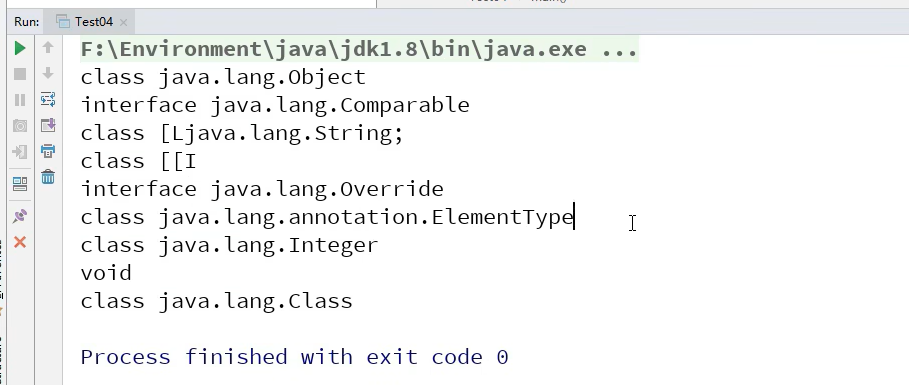 Run: Test04
F:\Environment\java\jdk1.8\bin\java.exe ...
class java.lang.Object
interface java.lang.Comparable
class [Ljava.lang.String;
class [[I
interface java.lang.Override
class java.lang.annotation.ElementType
class java.lang.Integer
void
class java.lang.Class
Process finished with exit code 0